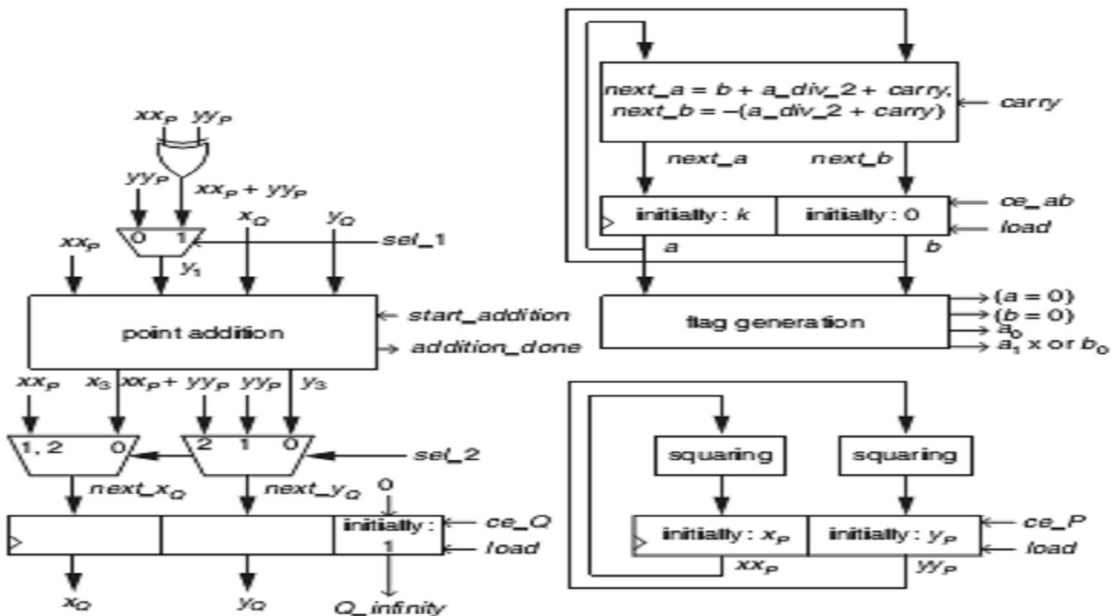 xx_P yy_P
yy_P
xx_P + yy_P
x_Q
y_Q
xx_P
0 1
sel_1
y_1
point addition
start_addition
addition_done
xx_P x_3 xx_P + yy_P yy_P y_3
1, 2 0
2 1 0
sel_2
next_x_Q
next_y_Q
0
initially :
1
ce_Q
load
x_Q
y_Q
Q_infinity
next_a = b + a_div_2 + carry,
next_b = -(a_div_2 + carry)
carry
next_a next_b
initially : k
initially : 0
ce_ab
load
a
b
flag generation
(a = 0)
(b = 0)
a_0
a_1 x or b_0
squaring
squaring
initially : x_P
initially : y_P
ce_P
load
xx_P
yy_P